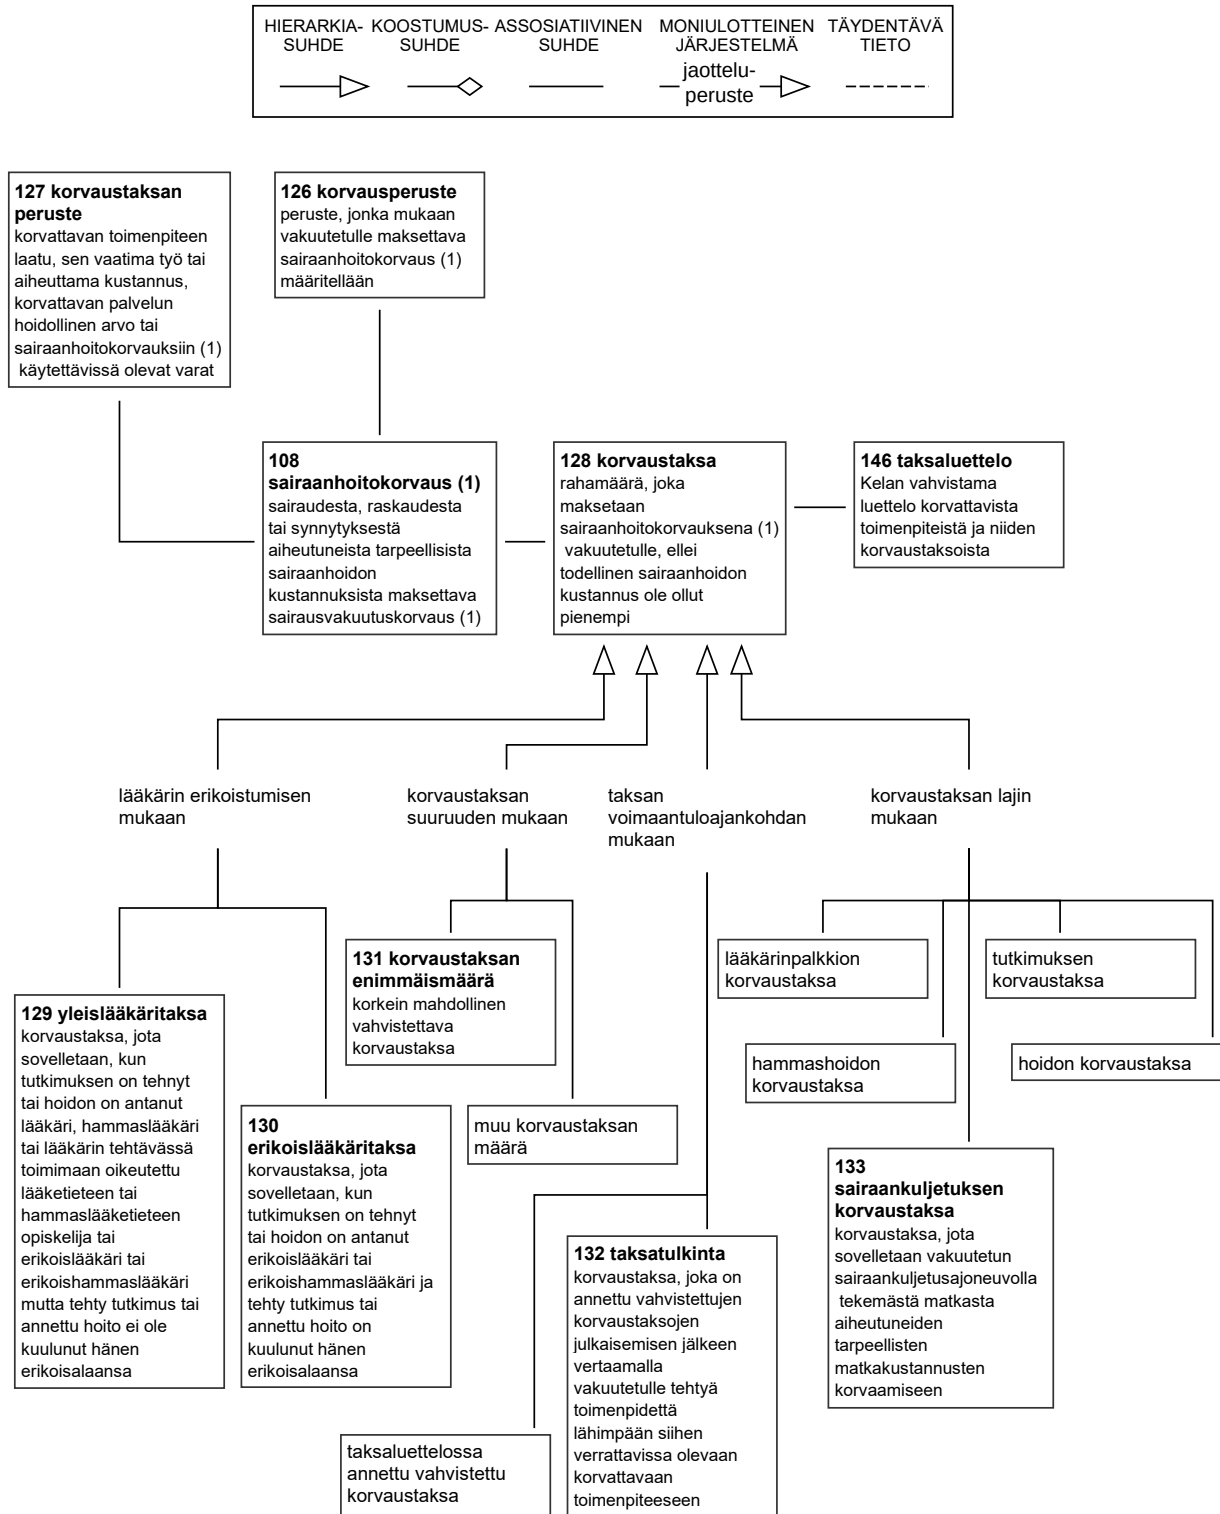 HIERARKIA-
SUHDE
KOOSTUMUS-
SUHDE
ASSOSIATIIVINEN
SUHDE
MONIULOTTEINEN
JÄRJESTELMÄ
TÄYDENTÄVÄ
TIETO
jaottelu-
peruste
127 korvaustaksan
peruste
korvattavan toimenpiteen
laatu, sen vaatima työ tai
aiheuttama kustannus,
korvattavan palvelun
hoidollinen arvo tai
sairaanhoitokorvauksiin (1)
käytettävissä olevat varat
126 korvausperuste
peruste, jonka mukaan
vakuutetulle maksettava
sairaanhoitokorvaus (1)
määritellään
108
sairaanhoitokorvaus (1)
sairaudesta, raskaudesta
tai synnytyksestä
aiheutuneista tarpeellisista
sairaanhoidon
kustannuksista maksettava
sairausvakuutuskorvaus (1)
128 korvaustaksa
rahamäärä, joka
maksetaan
sairaanhoitokorvauksena (1)
vakuutetulle, ellei
todellinen sairaanhoidon
kustannus ole ollut
pienempi
146 taksaluettelo
Kelan vahvistama
luettelo korvattavista
toimenpiteistä ja niiden
korvaustaksoista
lääkärin erikoistumisen
mukaan
korvaustaksan
suuruuden mukaan
taksan
voimaantuloajankohdan
mukaan
korvaustaksan lajin
mukaan
129 yleislääkäritaksa
korvaustaksa, jota
sovelletaan, kun
tutkimuksen on tehnyt
tai hoidon on antanut
lääkäri, hammaslääkäri
tai lääkärin tehtävässä
toimimaan oikeutettu
lääketieteen tai
hammaslääketieteen
opiskelija tai
erikoislääkäri tai
erikoishammaslääkäri
mutta tehty tutkimus tai
annettu hoito ei ole
kuulunut hänen
erikoisalaansa
130
erikoislääkäritaksa
korvaustaksa, jota
sovelletaan, kun
tutkimuksen on tehnyt
tai hoidon on antanut
erikoislääkäri tai
erikoishammaslääkäri ja
tehty tutkimus tai
annettu hoito on
kuulunut hänen
erikoisalaansa
131 korvaustaksan
enimmäismäärä
korkein mahdollinen
vahvistettava
korvaustaksa
muu korvaustaksan
määrä
taksaluettelossa
annettu vahvistettu
korvaustaksa
132 taksatulkinta
korvaustaksa, joka on
annettu vahvistettujen
korvaustaksojen
julkaisemisen jälkeen
vertaamalla
vakuutetulle tehtyä
toimenpidettä
lähimpään siihen
verrattavissa olevaan
korvattavaan
toimenpiteeseen
lääkärinpalkkion
korvaustaksa
hammashoidon
korvaustaksa
133
sairaankuljetuksen
korvaustaksa
korvaustaksa, jota
sovelletaan vakuutetun
sairaankuljetusajoneuvolla
tekemästä matkasta
aiheutuneiden
tarpeellisten
matkakustannusten
korvaamiseen
tutkimuksen
korvaustaksa
hoidon korvaustaksa